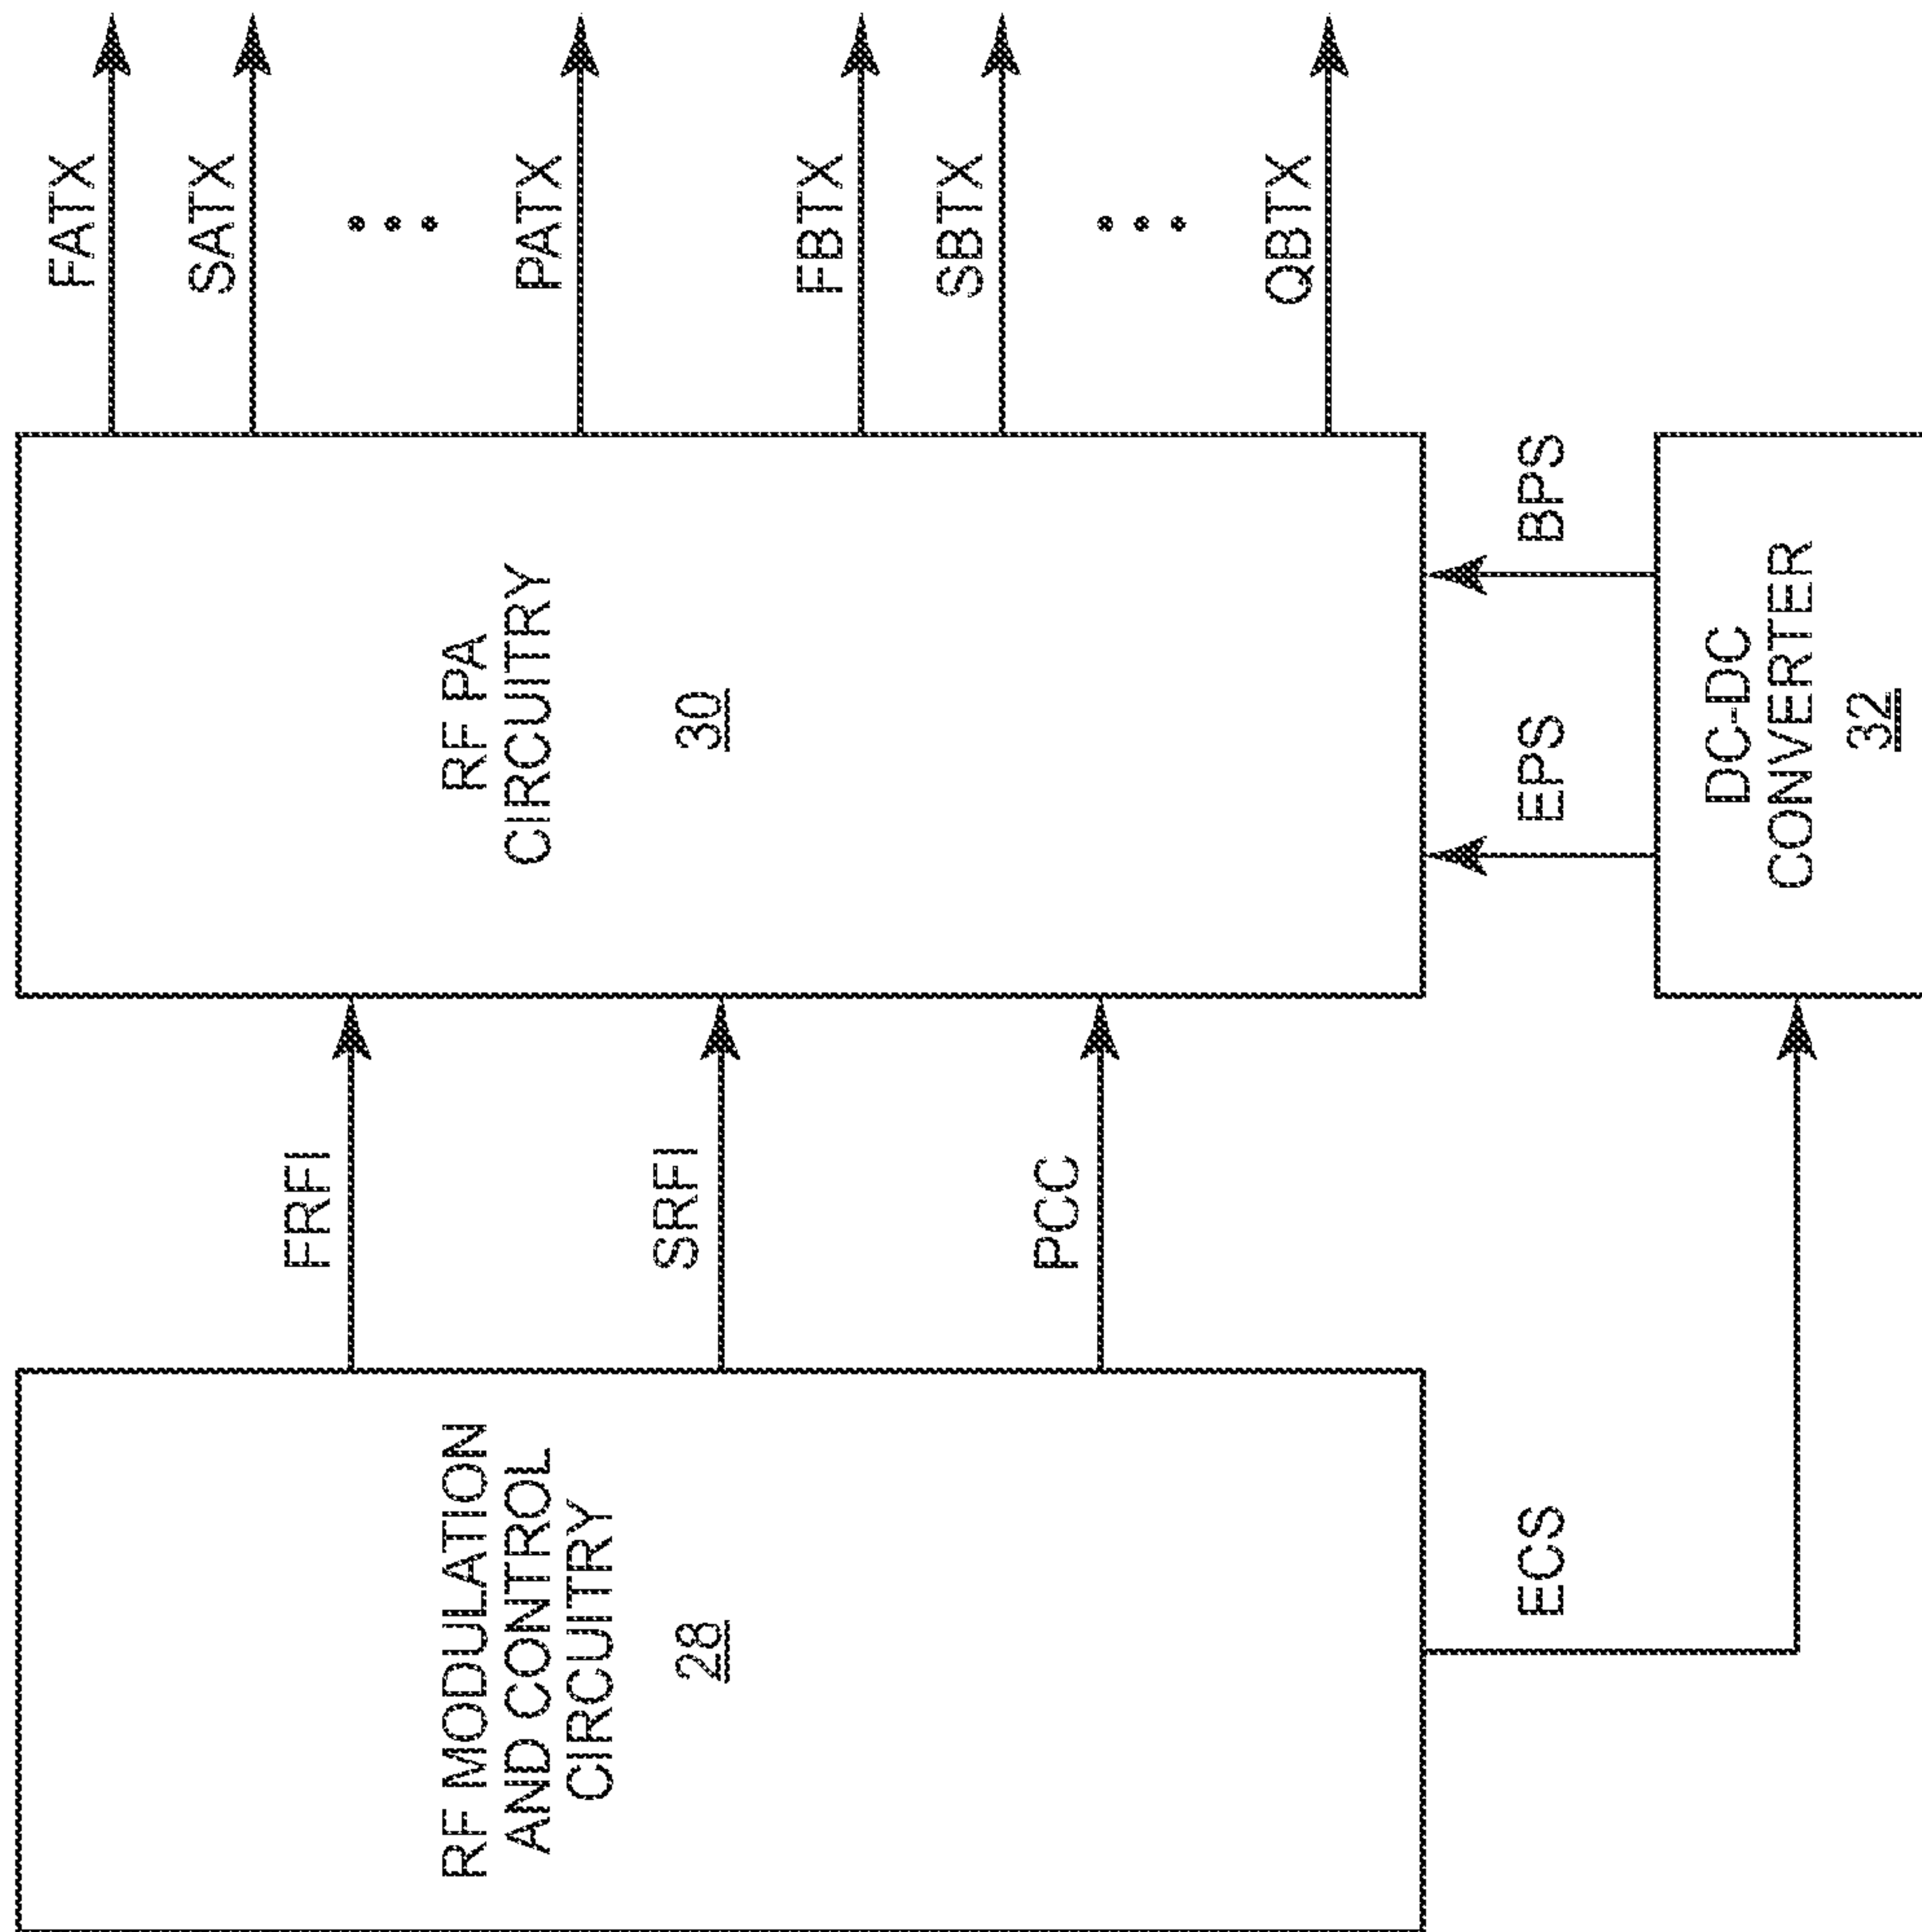 RF MODULATION
AND CONTROL
CIRCUITRY
28
FRFI
SRFI
PCC
ECS
RF PA
CIRCUITRY
30
EPS
BPS
DC-DC
CONVERTER
32
FATX
SATX
PATX
FBTX
SBTX
QBTX